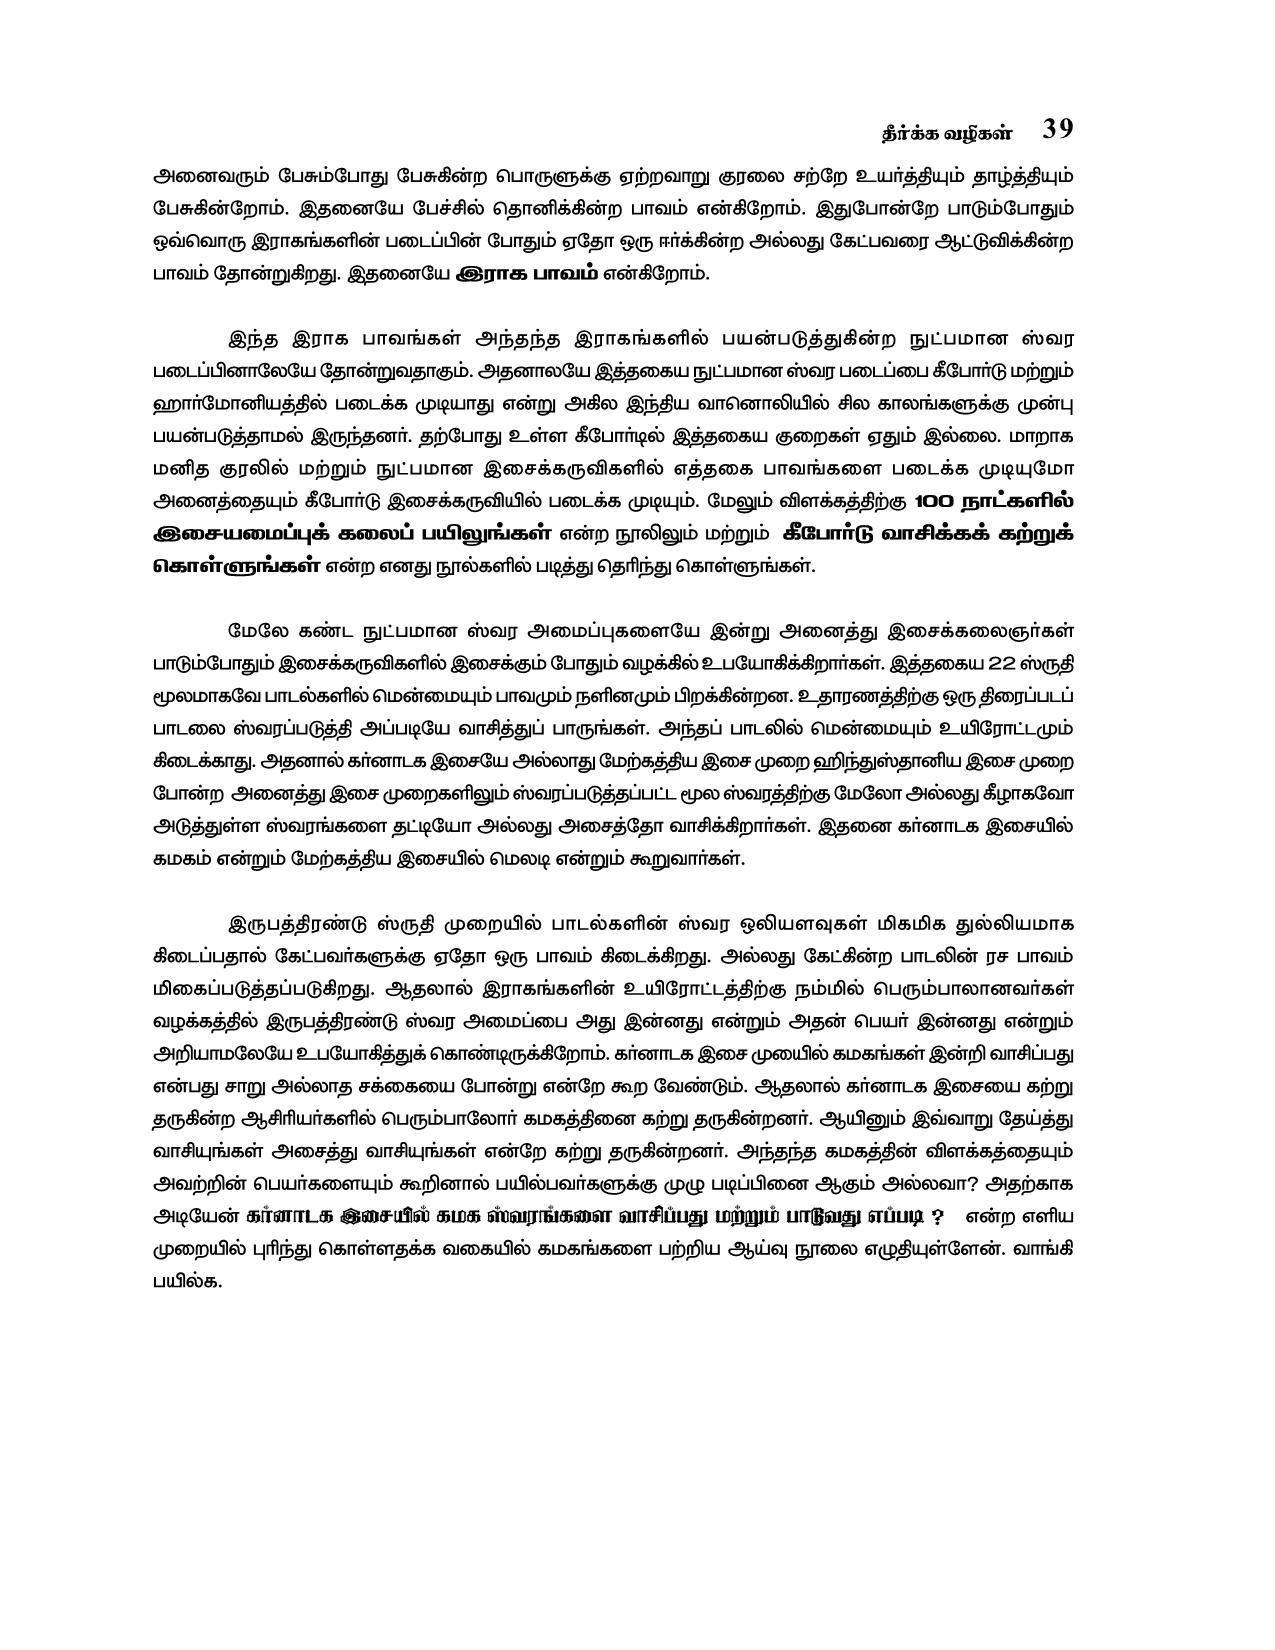 தீர்க்க வழிகள் 39
அனைவரும் பேசும்போது பேசுகின்ற பொருளுக்கு ஏற்றவாறு குரலை சற்றே உயர்த்தியும் தாழ்த்தியும்
பேசுகின்றோம். இதனையே பேச்சில் தொனிக்கின்ற பாவம் என்கிறோம். இதுபோன்றே பாடும்போதும்
ஒவ்வொரு இராகங்களின் படைப்பின் போதும் ஏதோ ஒரு ஈர்க்கின்ற அல்லது கேட்பவரை ஆட்டுவிக்கின்ற
பாவம் தோன்றுகிறது. இதனையே இராக பாவம் என்கிறோம்.
இந்த இராக பாவங்கள் அந்தந்த இராகங்களில் பயன்படுத்துகின்ற நுட்பமான ஸ்வர
படைப்பினாலேயே தோன்றுவதாகும். அதனாலயே இத்தகைய நுட்பமான ஸ்வர படைப்பை கீபோர்டு மற்றும்
ஹார்மோனியத்தில் படைக்க முடியாது என்று அகில இந்திய வானொலியில் சில காலங்களுக்கு முன்பு
பயன்படுத்தாமல் இருந்தனர். தற்போது உள்ள கீபோர்டில் இத்தகைய குறைகள் ஏதும் இல்லை. மாறாக
மனித குரலில் மற்றும் நுட்பமான இசைக்கருவிகளில் எத்தகை பாவங்களை படைக்க முடியுமோ
அனைத்தையும் கீபோர்டு இசைக்கருவியில் படைக்க முடியும். மேலும் விளக்கத்திற்கு 100 நாட்களில்
இசையமைப்புக் கலைப் பயிலுங்கள் என்ற நூலிலும் மற்றும் கீபோர்டு வாசிக்கக் கற்றுக்
கொள்ளுங்கள் என்ற எனது நூல்களில் படித்து தெரிந்து கொள்ளுங்கள்.
மேலே கண்ட நுட்பமான ஸ்வர அமைப்புகளையே இன்று அனைத்து இசைக்கலைஞர்கள்
பாடும்போதும் இசைக்கருவிகளில் இசைக்கும் போதும் வழக்கில் உபயோகிக்கிறார்கள். இத்தகைய 22 ஸ்ருதி
மூலமாகவே பாடல்களில் மென்மையும் பாவமும் நளினமும் பிறக்கின்றன. உதாரணத்திற்கு ஒரு திரைப்படப்
பாடலை ஸ்வரப்படுத்தி அப்படியே வாசித்துப் பாருங்கள். அந்தப் பாடலில் மென்மையும் உயிரோட்டமும்
கிடைக்காது. அதனால் கர்னாடக இசையே அல்லாது மேற்கத்திய இசை முறை ஹிந்துஸ்தானிய இசை முறை
போன்ற அனைத்து இசை முறைகளிலும் ஸ்வரப்படுத்தப்பட்ட மூல ஸ்வரத்திற்கு மேலோ அல்லது கீழாகவோ
அடுத்துள்ள ஸ்வரங்களை தட்டியோ அல்லது அசைத்தோ வாசிக்கிறார்கள். இதனை கர்னாடக இசையில்
கமகம் என்றும் மேற்கத்திய இசையில் மெலடி என்றும் கூறுவார்கள்.
இருபத்திரண்டு ஸ்ருதி முறையில் பாடல்களின் ஸ்வர ஒலியளவுகள் மிகமிக துல்லியமாக
கிடைப்பதால் கேட்பவர்களுக்கு ஏதோ ஒரு பாவம் கிடைக்கிறது. அல்லது கேட்கின்ற பாடலின் ரச பாவம்
மிகைப்படுத்தப்படுகிறது. ஆதலால் இராகங்களின் உயிரோட்டத்திற்கு நம்மில் பெரும்பாலானவர்கள்
வழக்கத்தில் இருபத்திரண்டு ஸ்வர அமைப்பை அது இன்னது என்றும் அதன் பெயர் இன்னது என்றும்
அறியாமலேயே உபயோகித்துக் கொண்டிருக்கிறோம். கர்னாடக இசை முயைில் கமகங்கள் இன்றி வாசிப்பது
என்பது சாறு அல்லாத சக்கையை போன்று என்றே கூற வேண்டும். ஆதலால் கர்னாடக இசையை கற்று
தருகின்ற ஆசிரியர்களில் பெரும்பாலோர் கமகத்தினை கற்று தருகின்றனர். ஆயினும் இவ்வாறு தேய்த்து
வாசியுங்கள் அசைத்து வாசியுங்கள் என்றே கற்று தருகின்றனர். அந்தந்த கமகத்தின் விளக்கத்தையும்
அவற்றின் பெயர்களையும் கூறினால் பயில்பவர்களுக்கு முழு படிப்பினை ஆகும் அல்லவா? அதற்காக
அடியேன் கர்னாடக இசையில் கமக ஸ்வரங்களை வாசிப்பது மற்றும் பாடுவது எப்படி ? என்ற எளிய
முறையில் புரிந்து கொள்ளதக்க வகையில் கமகங்களை பற்றிய ஆய்வு நூலை எழுதியுள்ளேன். வாங்கி
பயில்க.